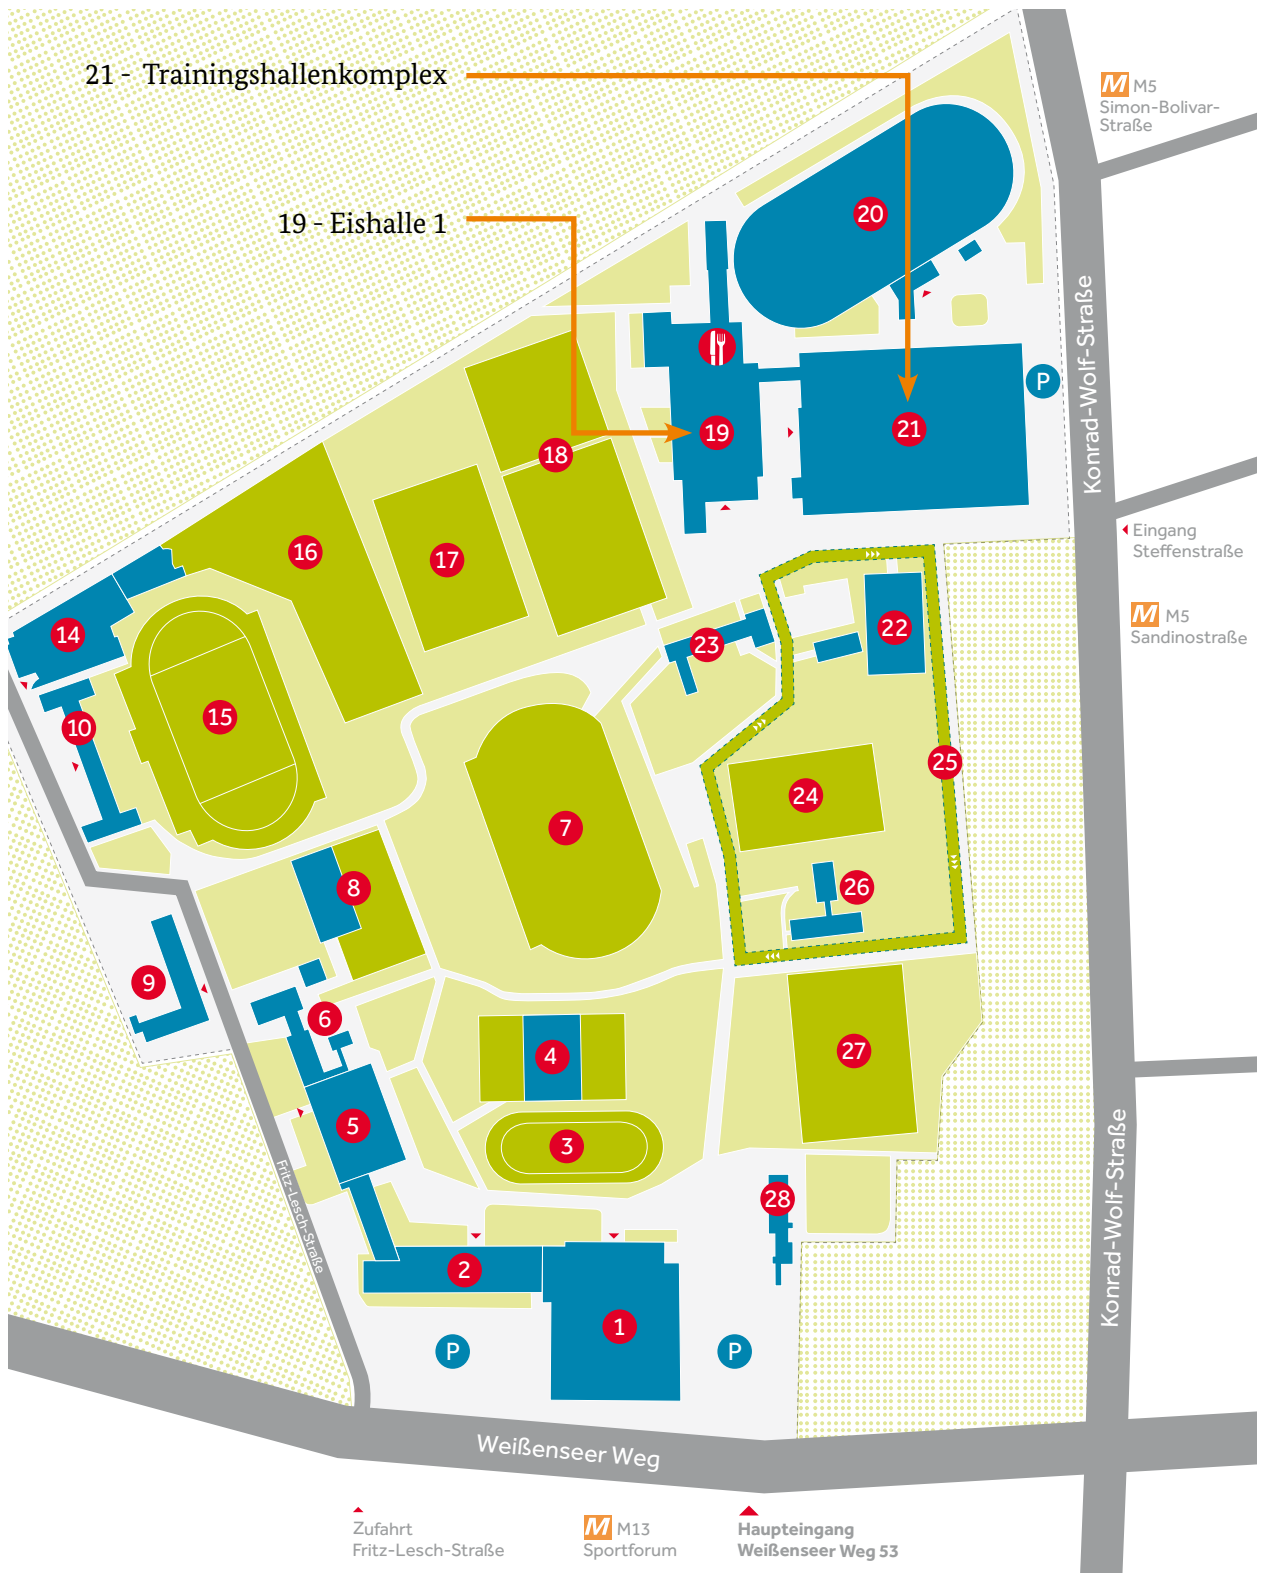 21 - Trainingshallenkomplex
M M5
Simon-Bolivar-
Straße
20
19 - Eishalle 1
Konrad-Wolf-Straße
P
19
21
18
16
17
Eingang
Steffenstraße
M M5
Sandinostraße
14
22
23
15
10
25
24
7
8
26
9
6
27
4
5
3
Fritz-Lesch-Straße
28
Konrad-Wolf-Straße
2
1
P
P
Weißenseer Weg
Zufahrt
Fritz-Lesch-Straße
M M13
Sportforum
Haupteingang
Weißenseer Weg 53